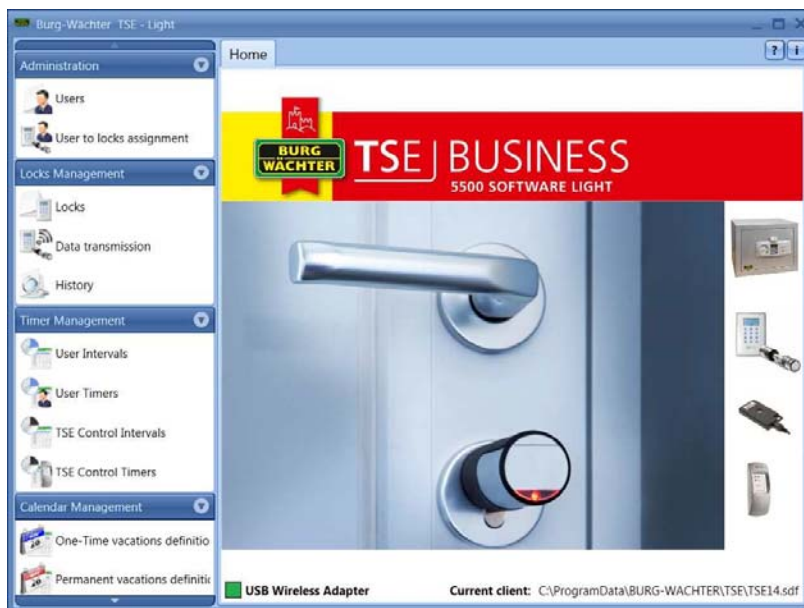 Burg-Wächter TSE - Light
Administration
Users
User to locks assignment
Locks Management
Locks
Data transmission
History
Timer Management
User Intervals
User Timers
TSE Control Intervals
TSE Control Timers
Calendar Management
One-Time vacations definitio
Permanent vacations definitic
Home
? i
BURG
WÄCHTER
TSE BUSINESS
5500 SOFTWARE LIGHT
USB Wireless Adapter
Current client: C:\ProgramData\BURG-WACHTER\TSE\TSE14.sdf